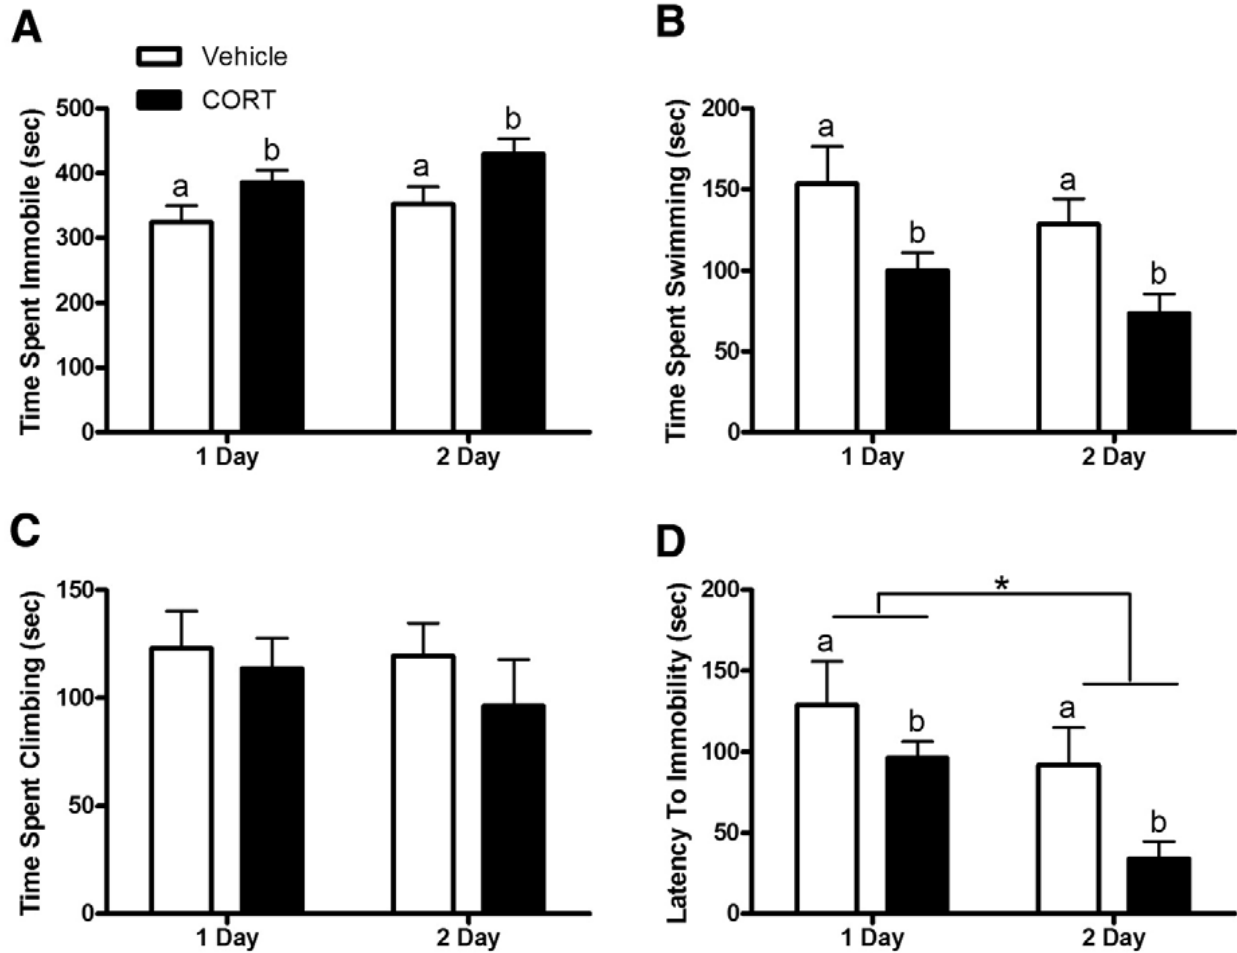 A
Vehicle
CORT
Time Spent Immobile (sec)
500
400
300
200
100
0
a
b
a
b
1 Day
2 Day
B
Time Spent Swimming (sec)
200
150
100
50
0
a
b
a
b
1 Day
2 Day
C
Time Spent Climbing (sec)
150
100
50
0
1 Day
2 Day
D
Latency To Immobility (sec)
200
150
100
50
0
*
a
b
a
b
1 Day
2 Day